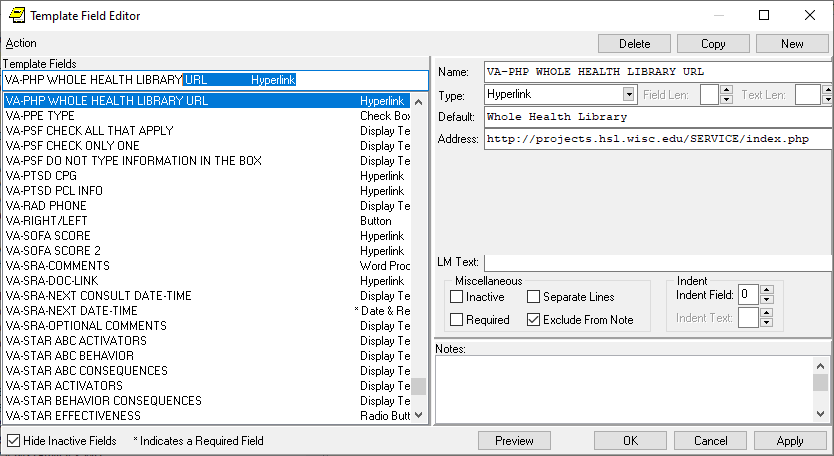 Template Field Editor
Action
Delete
Copy
New
Template Fields
VA-PHP WHOLE HEALTH LIBRARY URL Hyperlink
VA-PHP WHOLE HEALTH LIBRARY URL Hyperlink
VA-PPE TYPE Check Box
VA-PSF CHECK ALL THAT APPLY Display Te
VA-PSF CHECK ONLY ONE Display Te
VA-PSF DO NOT TYPE INFORMATION IN THE BOX Display Te
VA-PTSD CPG Hyperlink
VA-PTSD PCL INFO Hyperlink
VA-RAD PHONE Display Te
VA-RIGHT/LEFT Button
VA-SOFA SCORE Hyperlink
VA-SOFA SCORE 2 Hyperlink
VA-SRA-COMMENTS Word Proc
VA-SRA-DOC-LINK Hyperlink
VA-SRA-NEXT CONSULT DATE-TIME Display Te
VA-SRA-NEXT DATE-TIME * Date & Re
VA-SRA-OPTIONAL COMMENTS Display Te
VA-STAR ABC ACTIVATORS Display Te
VA-STAR ABC BEHAVIOR Display Te
VA-STAR ABC CONSEQUENCES Display Te
VA-STAR ACTIVATORS Display Te
VA-STAR BEHAVIOR CONSEQUENCES Display Te
VA-STAR EFFECTIVENESS Radio Butt
Name: VA-PHP WHOLE HEALTH LIBRARY URL
Type: Hyperlink Field Len: Text Len:
Default: Whole Health Library
Address: http://projects.hsl.wisc.edu/SERVICE/index.php
LM Text:
Miscellaneous
Inactive Separate Lines
Required Exclude From Note
Indent
Indent Field: 0
Indent Text:
Notes:
Hide Inactive Fields * Indicates a Required Field
Preview
OK
Cancel
Apply